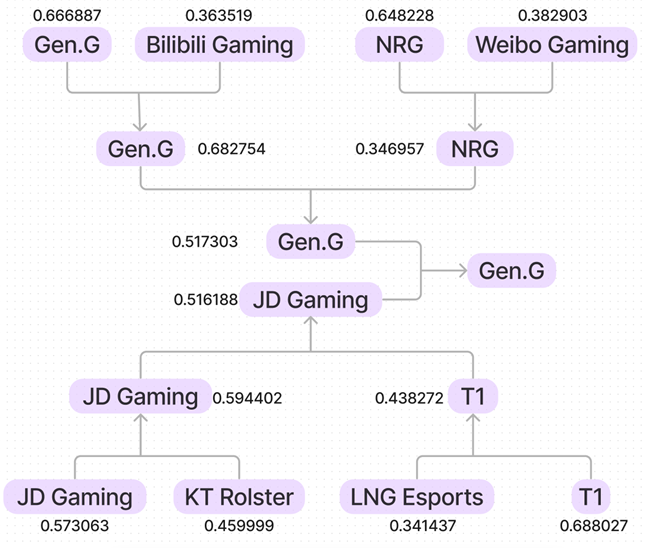 0.666887 0.363519 0.648228 0.382903
Gen.G Bilibili Gaming NRG Weibo Gaming
Gen.G 0.682754 0.346957 NRG
0.517303 Gen.G
Gen.G
0.516188 JD Gaming
JD Gaming 0.594402 0.438272 T1
JD Gaming KT Rolster LNG Esports T1
0.573063 0.459999 0.341437 0.688027